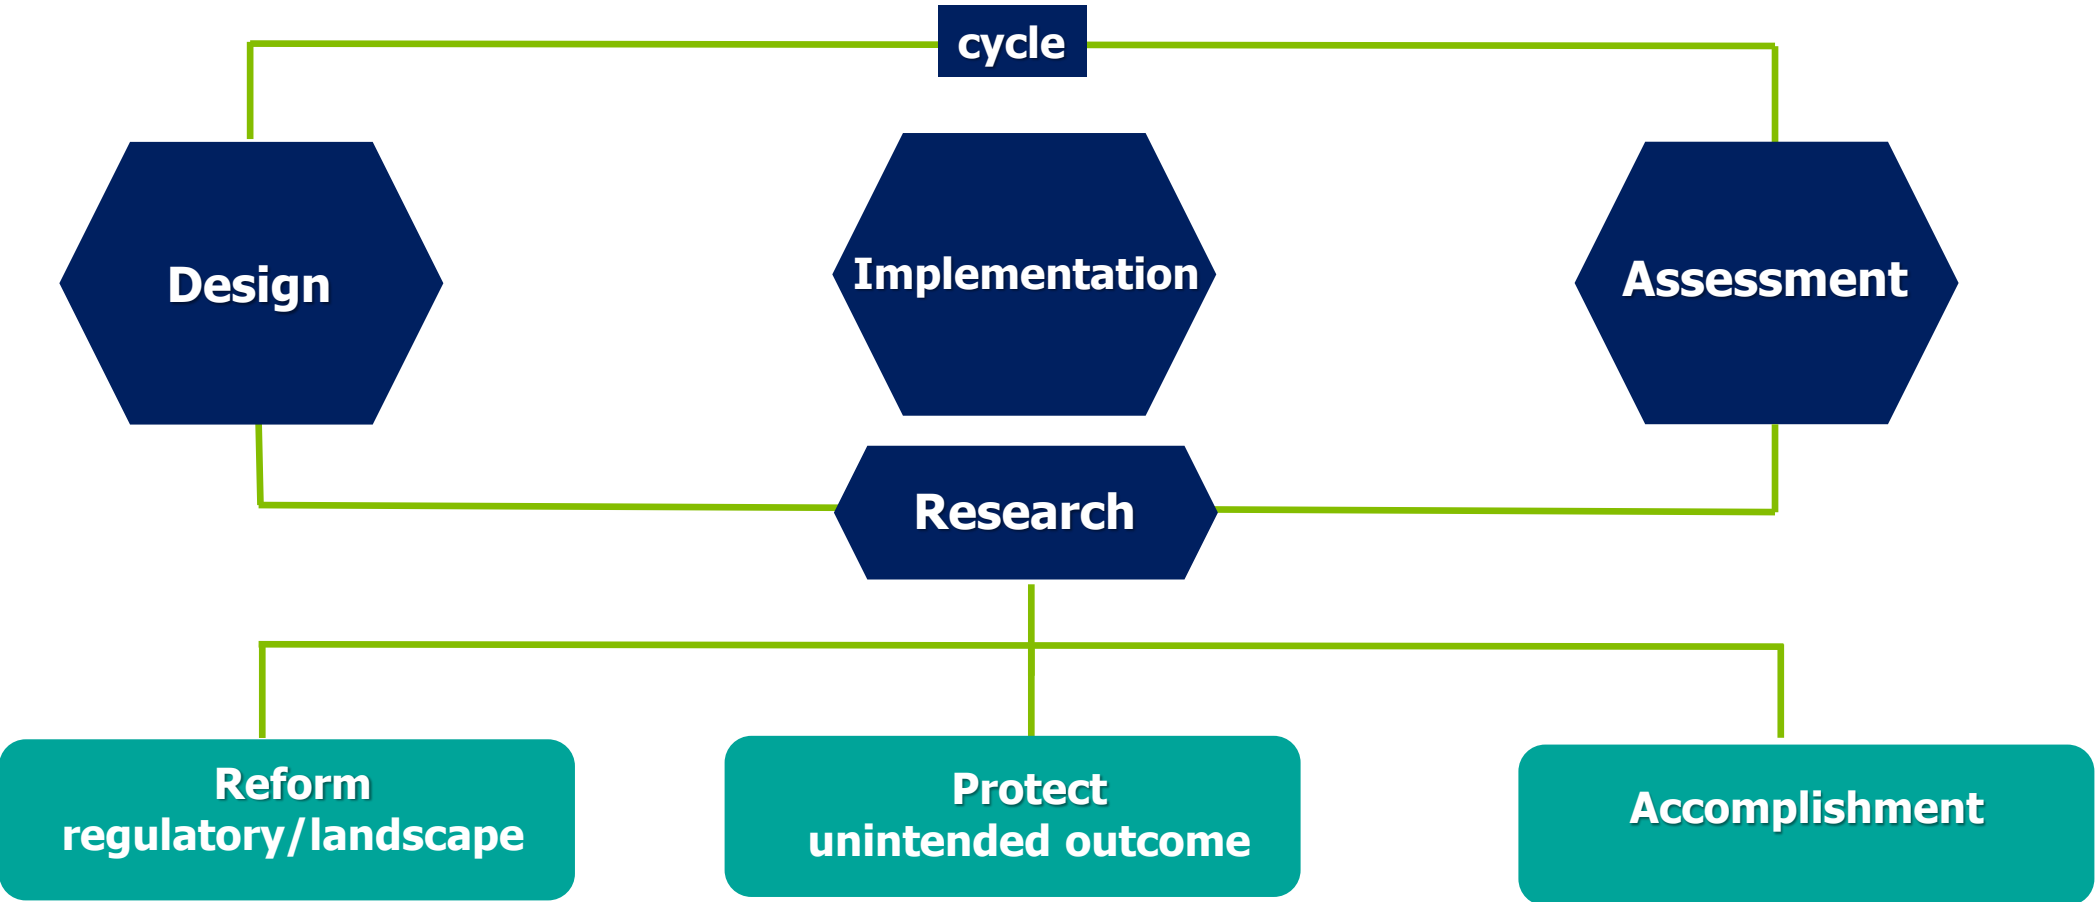 cycle
Design
Implementation
Assessment
Research
Reform
regulatory/landscape
Protect
unintended outcome
Accomplishment